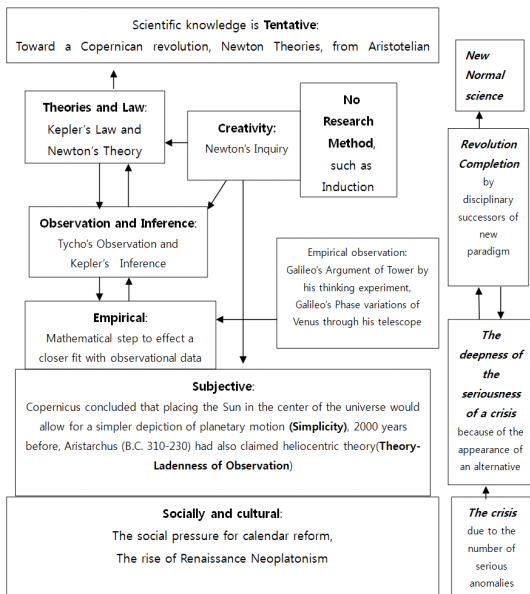 Scientific knowledge is Tentative:
Toward a Copernican revolution, Newton Theories, from Aristotelian
Theories and Law:
Kepler's Law and
Newton's Theory
Creativity:
Newton's Inquiry
No
Research
Method,
such as
Induction
Observation and Inference:
Tycho's Observation and
Kepler's Inference
Empirical observation:
Galileo's Argument of Tower by
his thinking experiment,
Galileo's Phase variations of
Venus through his telescope
Empirical:
Mathematical step to effect a
closer fit with observational data
Subjective:
Copernicus concluded that placing the Sun in the center of the universe would
allow for a simpler depiction of planetary motion (Simplicity), 2000 years
before, Aristarchus (B.C. 310-230) had also claimed heliocentric theory(Theory-
Ladenness of Observation)
Socially and cultural:
The social pressure for calendar reform,
The rise of Renaissance Neoplatonism
New
Normal
science
Revolution
Completion
by
disciplinary
successors of
new
paradigm
The
deepness of
the
seriousness
of a crisis
because of the
appearance of
an alternative
The crisis
due to the
number of
serious
anomalies